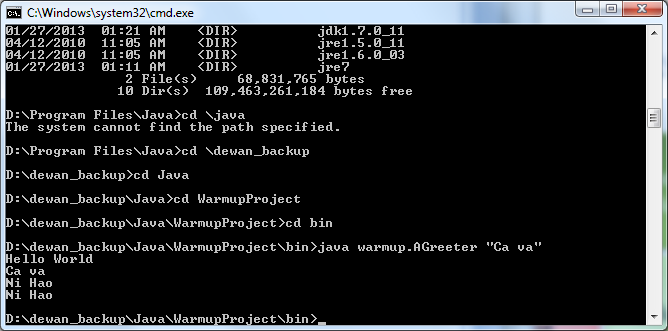 C:\Windows\system32\cmd.exe
01/27/2013  01:21 AM    <DIR>          jdk1.7.0_11
04/12/2010  11:05 AM    <DIR>          jre1.5.0_11
04/12/2010  11:05 AM    <DIR>          jre1.6.0_03
01/27/2013  01:11 AM    <DIR>          jre7
2 File(s)     68,831,765 bytes
10 Dir(s)  109,463,261,184 bytes free
D:\Program Files\Java>cd \java
The system cannot find the path specified.
D:\Program Files\Java>cd \dewan_backup
D:\dewan_backup>cd Java
D:\dewan_backup\Java>cd WarmupProject
D:\dewan_backup\Java\WarmupProject>cd bin
D:\dewan_backup\Java\WarmupProject\bin>java warmup.AGreeter "Ca va"
Hello World
Ca va
Ni Hao
Ni Hao
D:\dewan_backup\Java\WarmupProject\bin>_